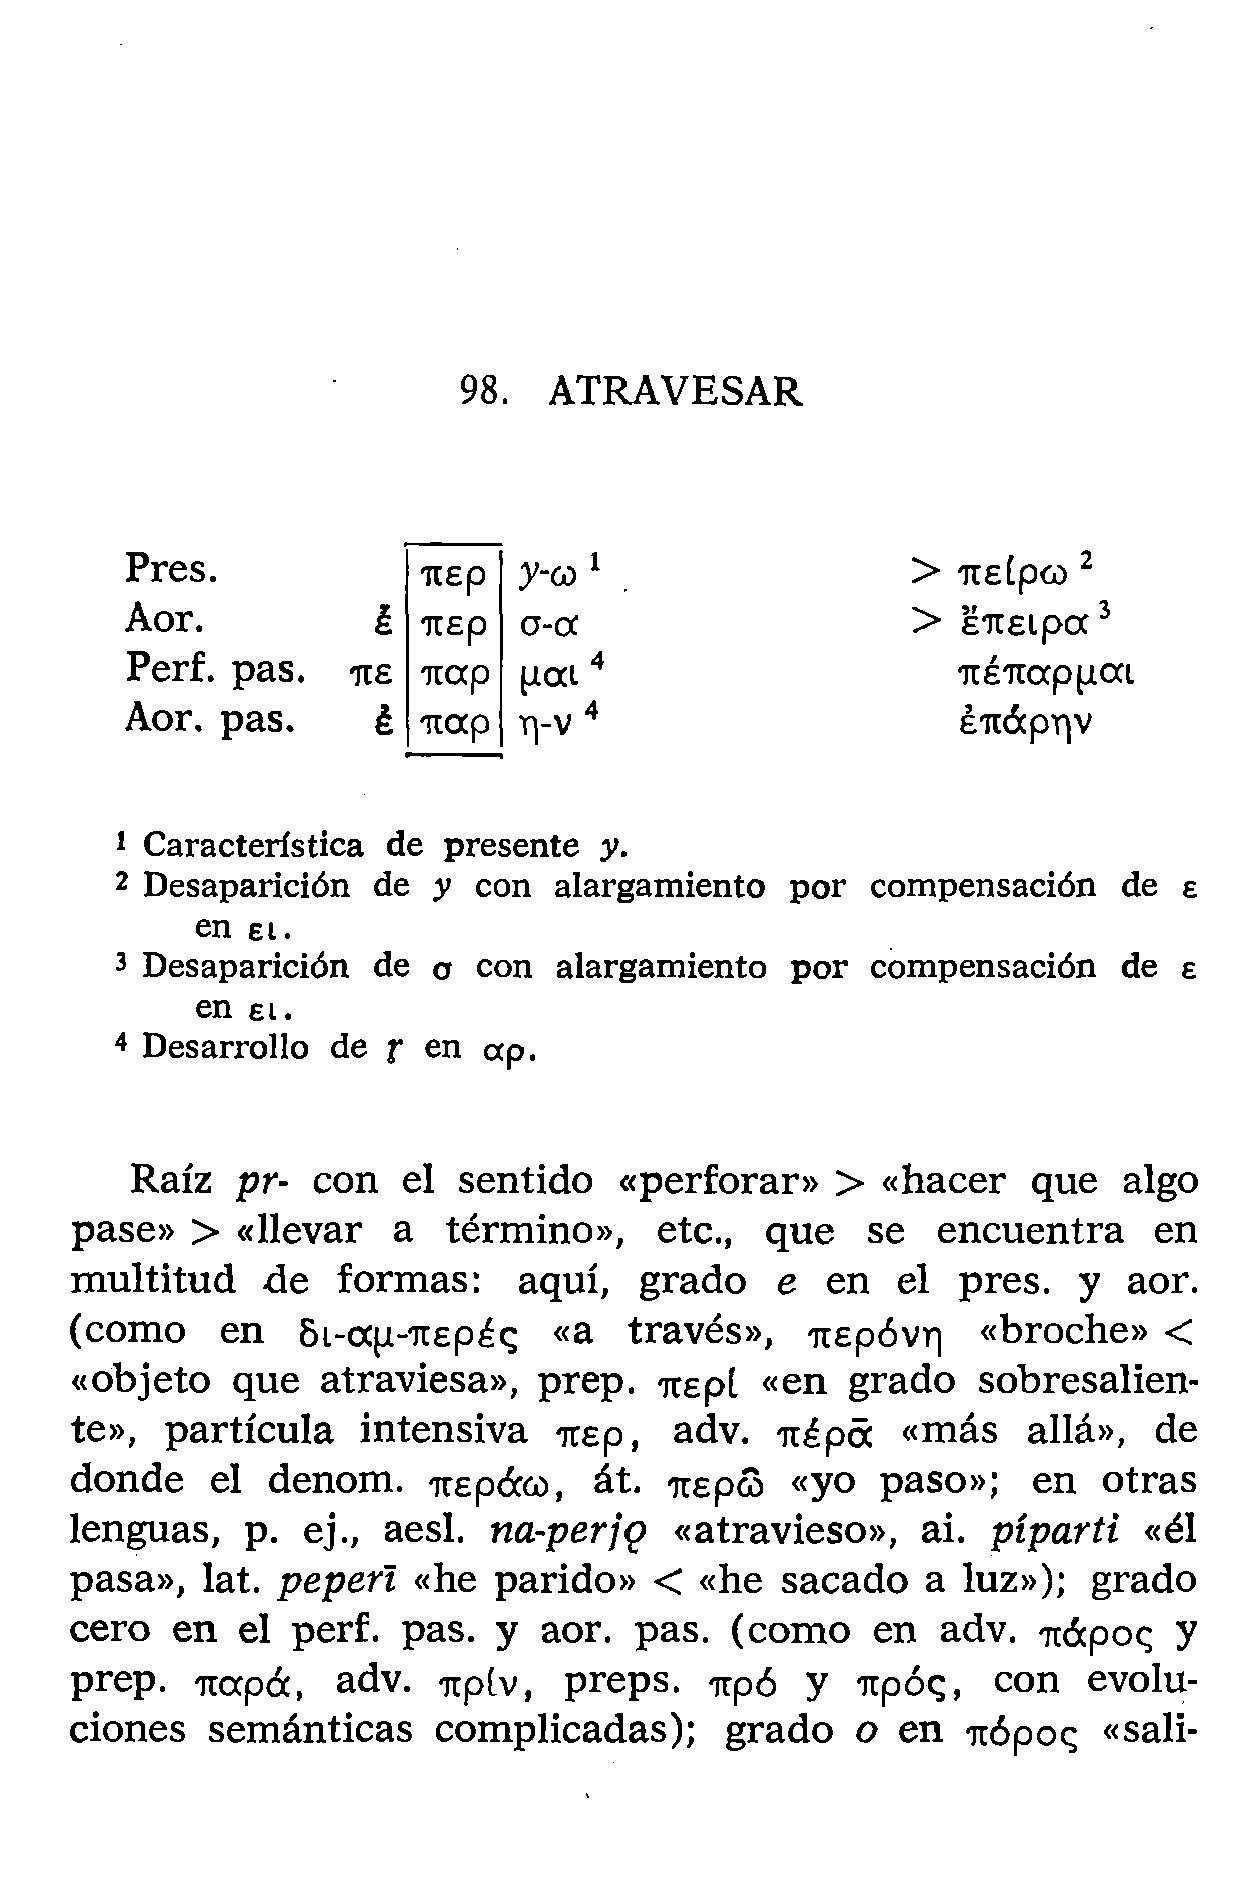 98. ATRAVESAR
Pres. περ y-ω ¹ > πείρω ²
Aor. ἐ περ σ-α > ἔπειρα ³
Perf. pas. πε παρ μαι ⁴ πέπαρμαι
Aor. pas. ἐ παρ η-ν ⁴ ἐπάρην
¹ Característica de presente y.
² Desaparición de y con alargamiento por compensación de ε
en ει.
³ Desaparición de σ con alargamiento por compensación de ε
en ει.
⁴ Desarrollo de r̥ en αρ.
Raíz pr- con el sentido «perforar» > «hacer que algo
pase» > «llevar a término», etc., que se encuentra en
multitud de formas: aquí, grado e en el pres. y aor.
(como en δι-αμ-περές «a través», περόνη «broche» <
«objeto que atraviesa», prep. περί «en grado sobresalien-
te», partícula intensiva περ, adv. πέρᾱ «más allá», de
donde el denom. περάω, át. περῶ «yo paso»; en otras
lenguas, p. ej., aesl. na-perjǫ «atravieso», ai. píparti «él
pasa», lat. peperī «he parido» < «he sacado a luz»); grado
cero en el perf. pas. y aor. pas. (como en adv. πάρος y
prep. παρά, adv. πρίν, preps. πρό y πρός, con evolu-
ciones semánticas complicadas); grado o en πόρος «sali-